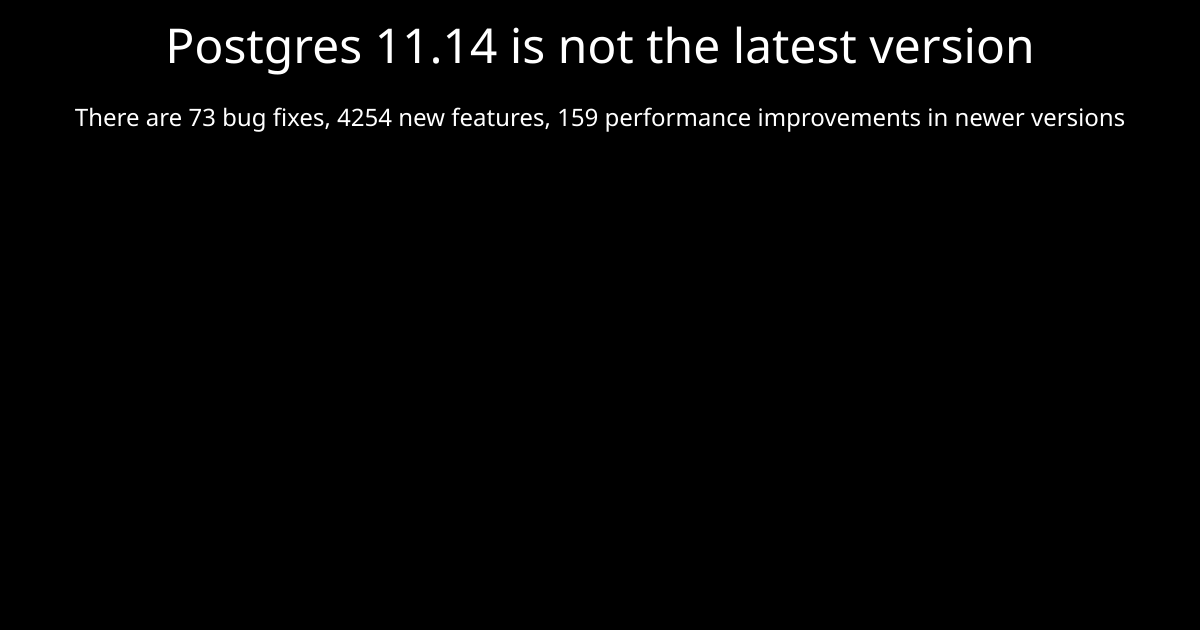 Postgres 11.14 is not the latest version
There are 73 bug fixes, 4254 new features, 159 performance improvements in newer versions